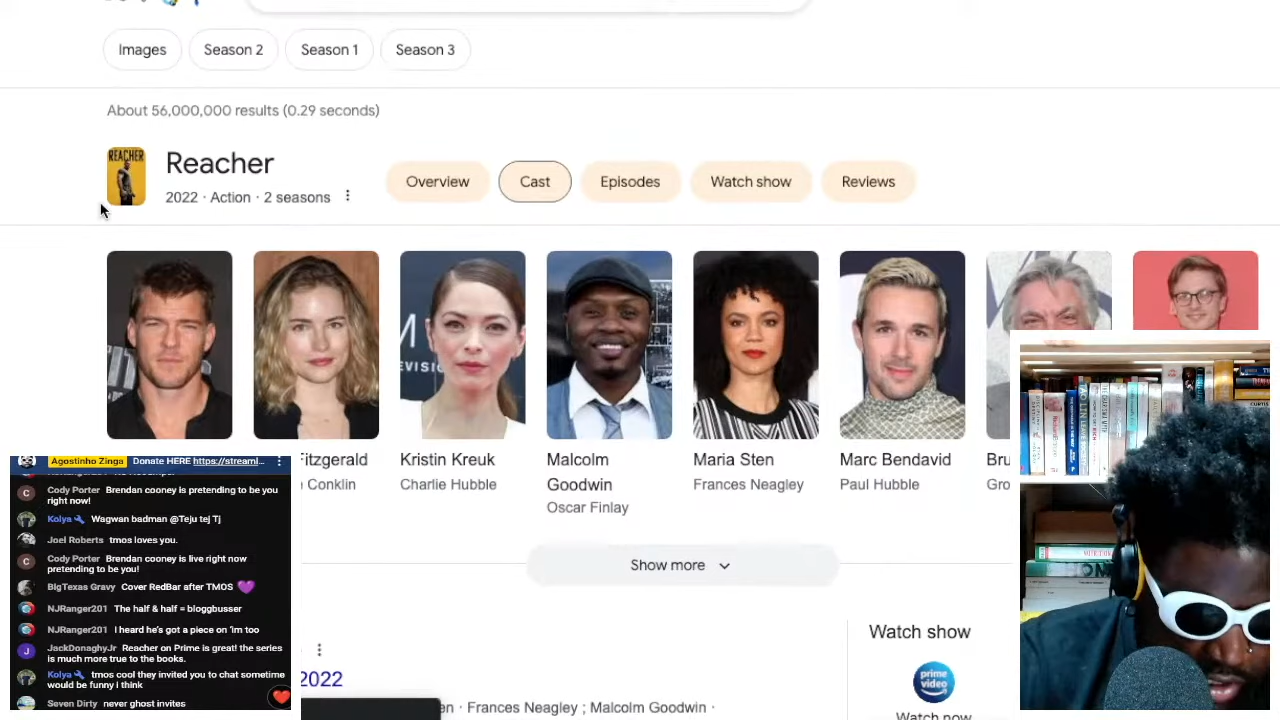 Images
Season 2
Season 1
Season 3
About 56,000,000 results (0.29 seconds)
REACHER
Reacher
2022 · Action · 2 seasons
Overview
Cast
Episodes
Watch show
Reviews
Fitzgerald
Conklin
Kristin Kreuk
Charlie Hubble
Malcolm
Goodwin
Oscar Finlay
Maria Sten
Frances Neagley
Marc Bendavid
Paul Hubble
Bru
Gro
Show more
2022
en · Frances Neagley ; Malcolm Goodwin ·
Watch show
prime video
Watch now
Agostinho Zinga Donate HERE https://streaml...
Cody Porter Brendan cooney is pretending to be you
right now!
Kolya Wagwan badman @Teju tej Tj
Joel Roberts tmos loves you.
Cody Porter Brendan cooney is live right now
pretending to be you!
BigTexas Gravy Cover RedBar after TMOS
NJRanger201 The half & half = bloggbusser
NJRanger201 I heard he's got a piece on 'im too
JackDonaghyJr Reacher on Prime is great! the series
is much more true to the books.
Kolya tmos cool they invited you to chat sometime
would be funny i think
Seven Dirty never ghost invites